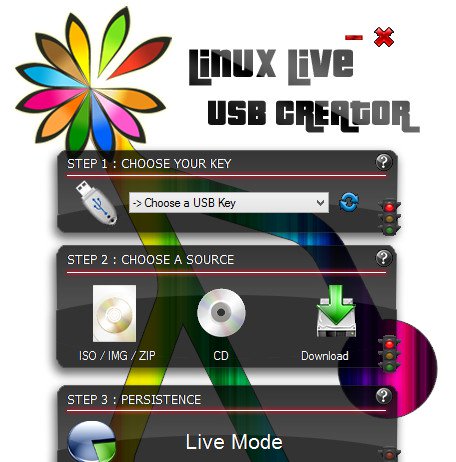 Linux Live
USB Creator
STEP 1 : CHOOSE YOUR KEY
?
-> Choose a USB Key
STEP 2 : CHOOSE A SOURCE
?
ISO / IMG / ZIP
CD
Download
STEP 3 : PERSISTENCE
?
Live Mode